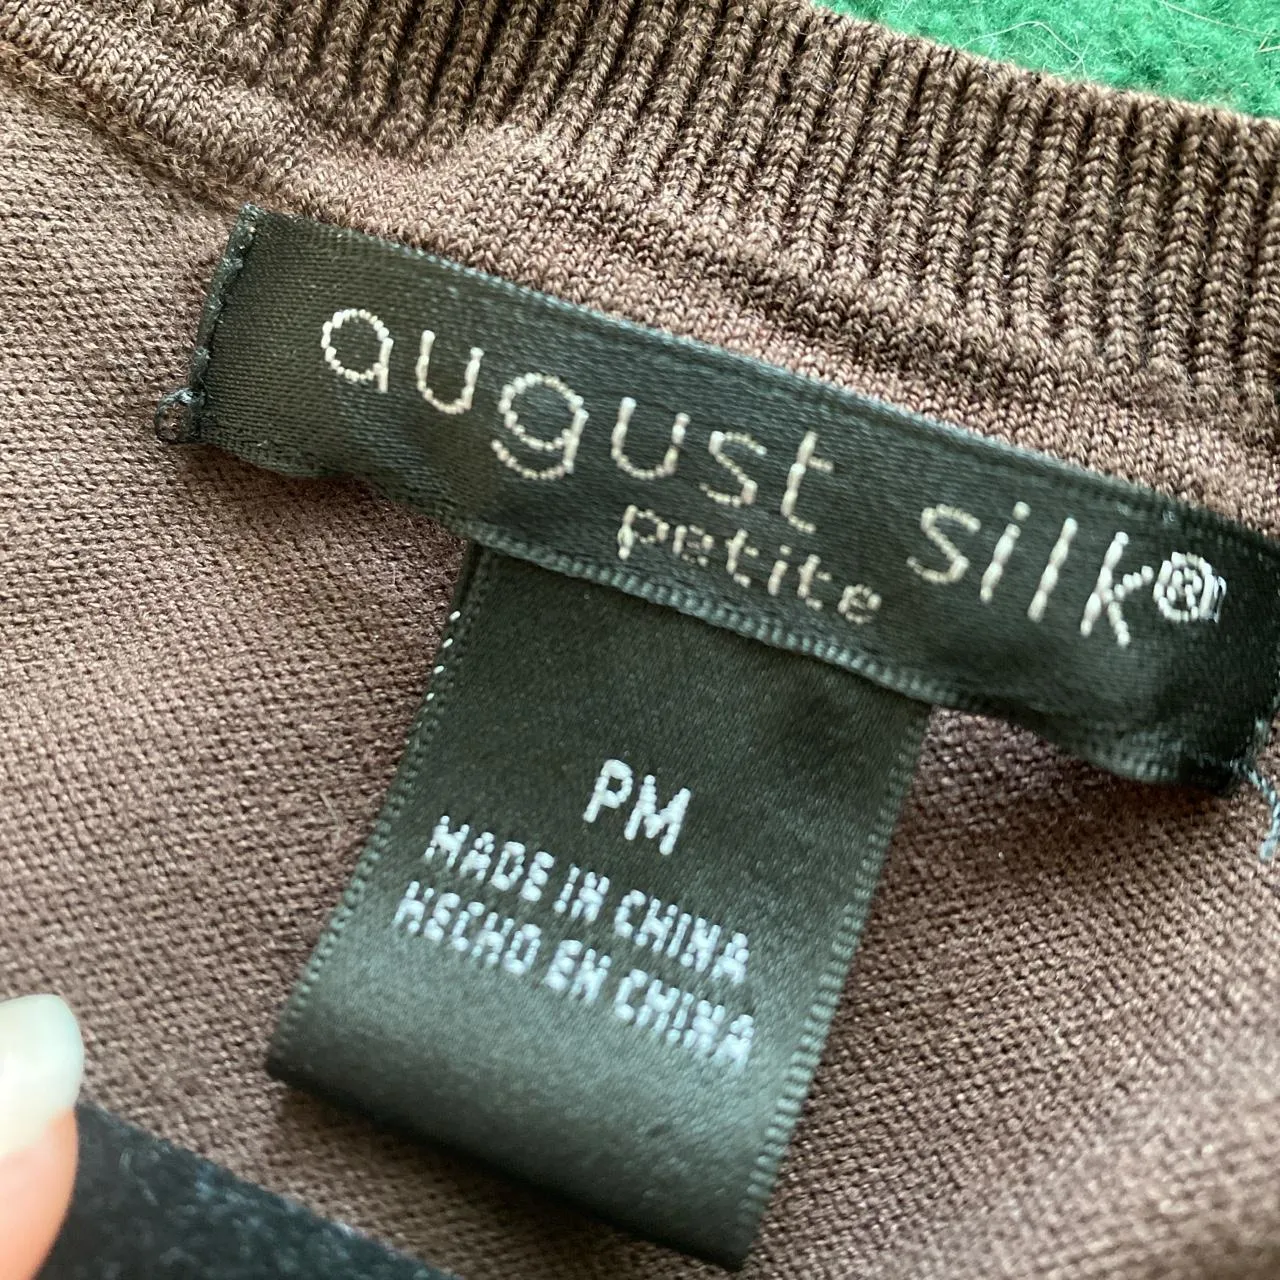 august silk®
petite
PM
MADE IN CHINA
HECHO EN CHINA